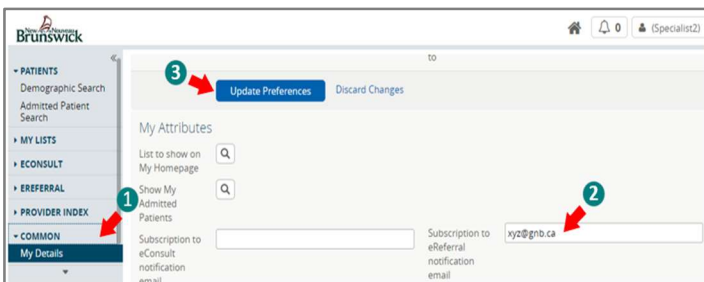 New Nouveau
Brunswick
0
(Specialist2)
«
PATIENTS
Demographic Search
Admitted Patient
Search
MY LISTS
ECONSULT
EREFERRAL
PROVIDER INDEX
1
COMMON
My Details
to
3
Update Preferences Discard Changes
My Attributes
List to show on
My Homepage
Show My
Admitted
Patients
Subscription to
eConsult
notification
email
2
Subscription to
eReferral
notification
email
xyz@gnb.ca